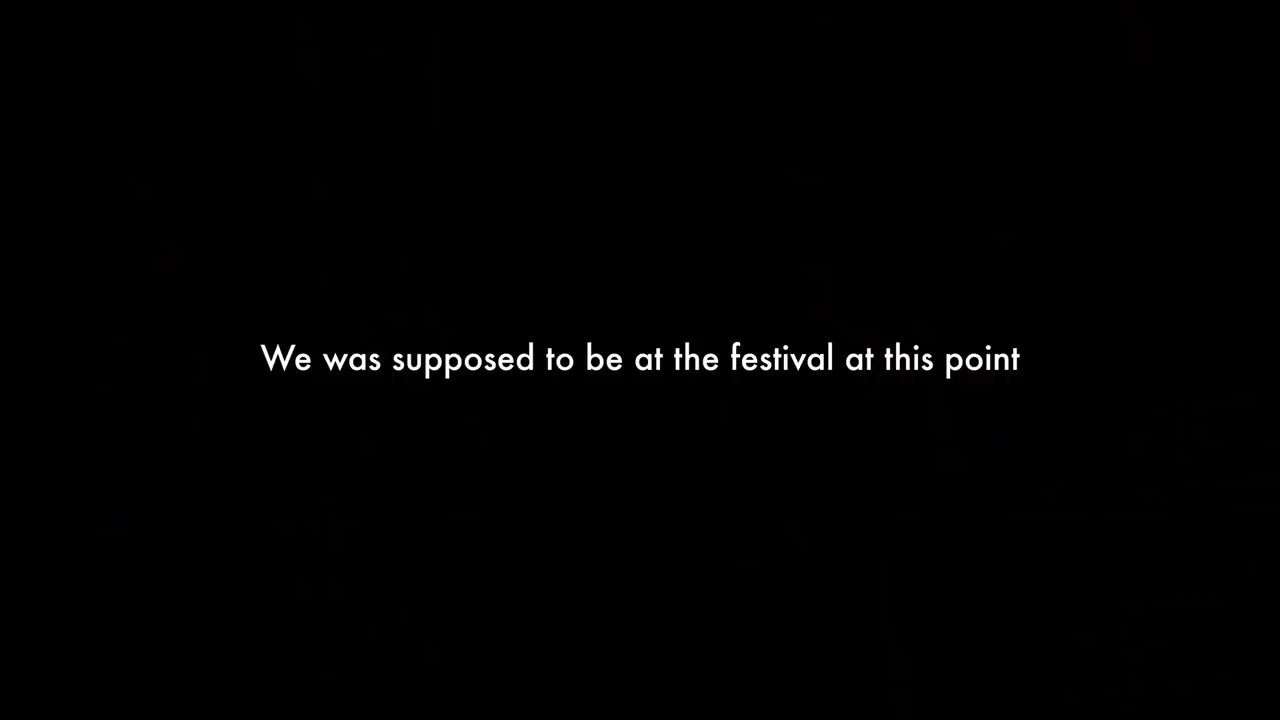 We was supposed to be at the festival at this point